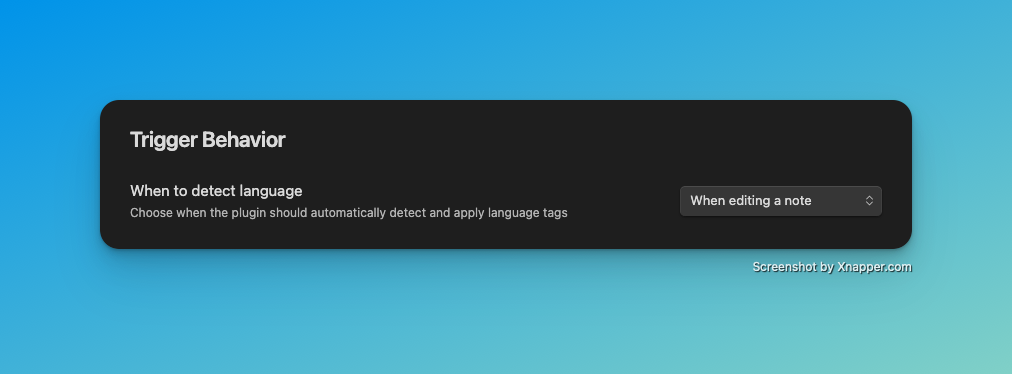 Trigger Behavior
When to detect language
Choose when the plugin should automatically detect and apply language tags
When editing a note
Screenshot by Xnapper.com